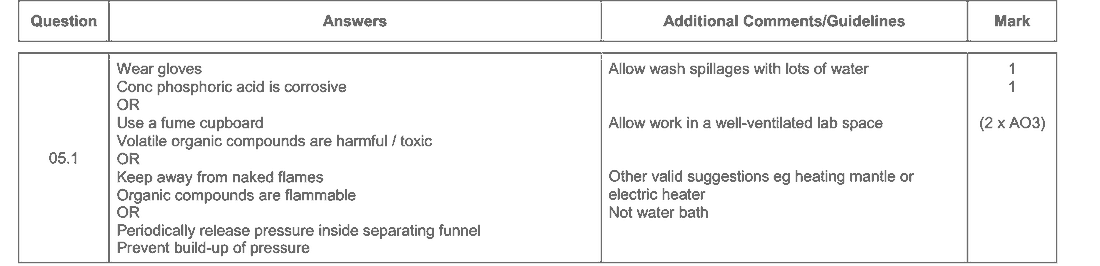 Question Answers Additional Comments/Guidelines Mark
Wear gloves Allow wash spillages with lots of water 1
Conc phosphoric acid is corrosive 1
OR
Use a fume cupboard Allow work in a well-ventilated lab space (2 x AO3)
Volatile organic compounds are harmful / toxic
05.1 OR
Keep away from naked flames Other valid suggestions eg heating mantle or
Organic compounds are flammable electric heater
OR Not water bath
Periodically release pressure inside separating funnel
Prevent build-up of pressure